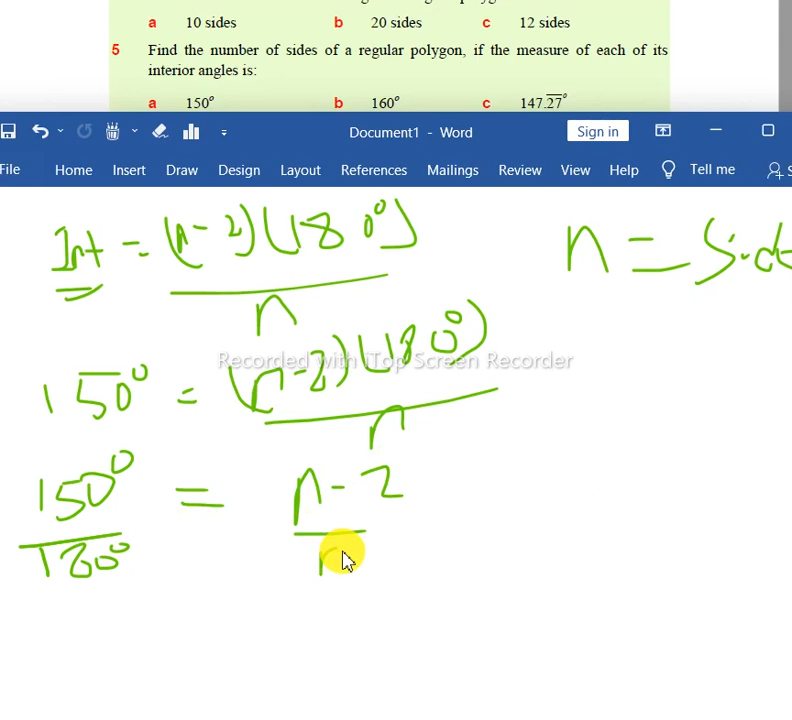 a 10 sides b 20 sides c 12 sides
5 Find the number of sides of a regular polygon, if the measure of each of its
interior angles is:
a 150° b 160° c 147.2̅7̅°
Document1 - Word Sign in
File Home Insert Draw Design Layout References Mailings Review View Help Tell me S
Int = (n-2)(180°) n = Side
n
Recorded with iTop Screen Recorder
150° = (n-2)(180°)
n
150° = n-2
180° n